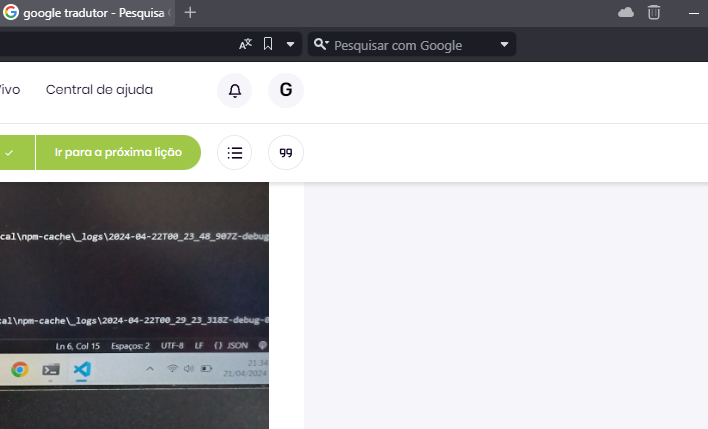 google tradutor - Pesquisa
Pesquisar com Google
Vivo
Central de ajuda
G
Ir para a próxima lição
cal\npm-cache\_logs\2024-04-22T00_23_48_907Z-debug-
cal\npm-cache\_logs\2024-04-22T00_29_23_318Z-debug-0
Ln 6, Col 15 Espaços: 2 UTF-8 LF {} JSON
21:34
21/04/2024